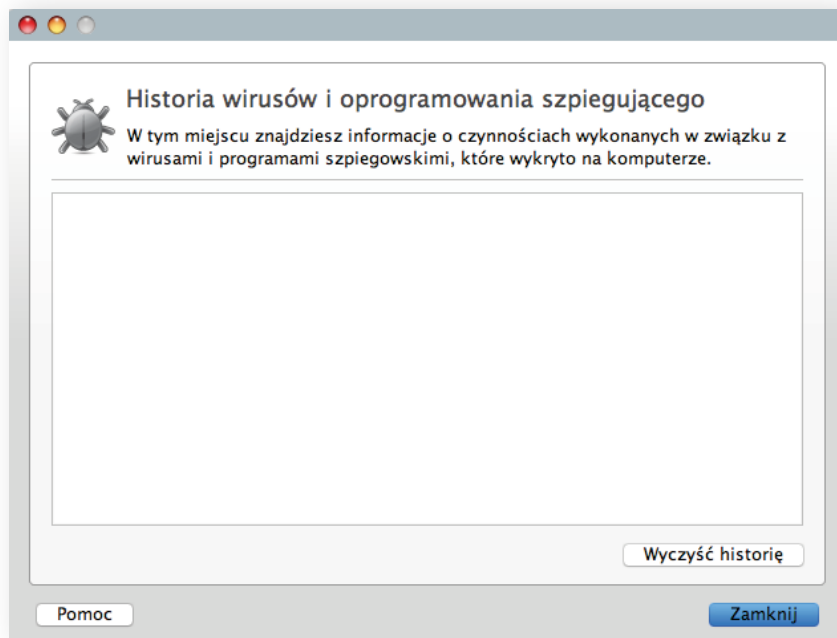 Historia wirusów i oprogramowania szpiegującego
W tym miejscu znajdziesz informacje o czynnościach wykonanych w związku z
wirusami i programami szpiegowskimi, które wykryto na komputerze.
Wyczyść historię
Pomoc
Zamknij